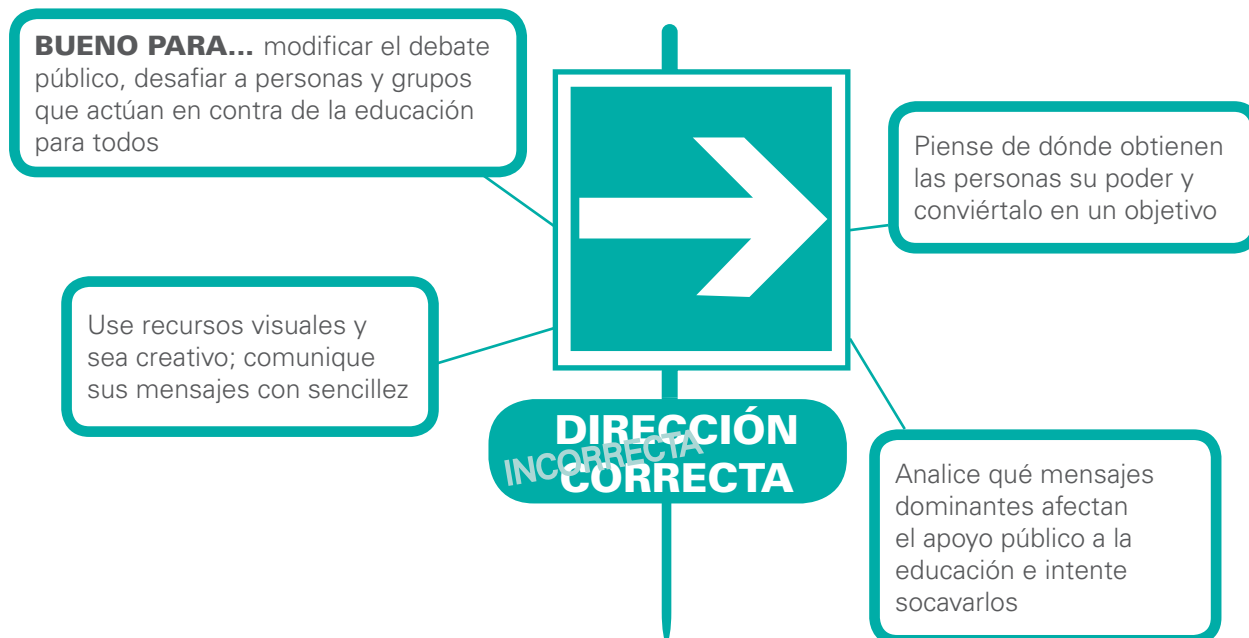 BUENO PARA... modificar el debate
público, desafiar a personas y grupos
que actúan en contra de la educación
para todos
Piense de dónde obtienen
las personas su poder y
conviértalo en un objetivo
Use recursos visuales y
sea creativo; comunique
sus mensajes con sencillez
DIRECCIÓN
INCORRECTA
CORRECTA
Analice qué mensajes
dominantes afectan
el apoyo público a la
educación e intente
socavarlos